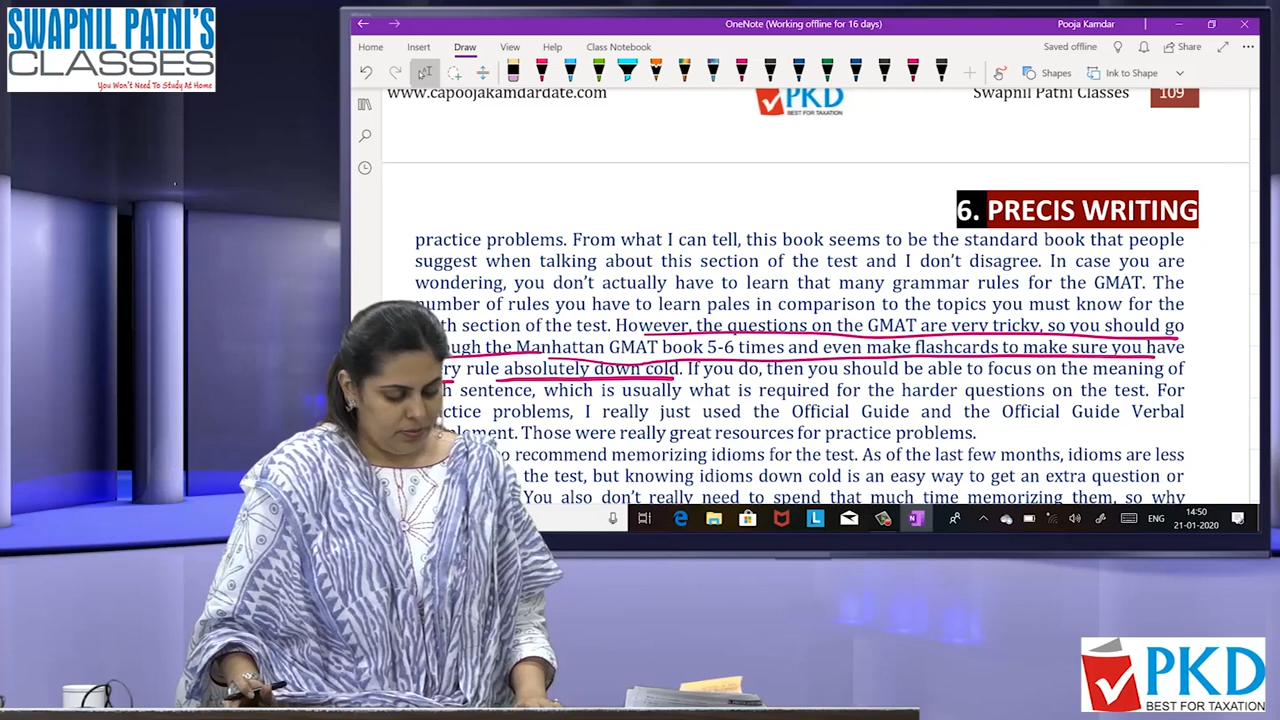 SWAPNIL PATNI'S
CLASSES
You Won't Need To Study At Home
OneNote (Working offline for 16 days)
Pooja Kamdar
Home Insert Draw View Help Class Notebook
Saved offline Share
Shapes Ink to Shape
www.capoojakamdardate.com
PKD
BEST FOR TAXATION
Swapnil Patni Classes 109
6. PRECIS WRITING
practice problems. From what I can tell, this book seems to be the standard book that people
suggest when talking about this section of the test and I don't disagree. In case you are
wondering, you don't actually have to learn that many grammar rules for the GMAT. The
number of rules you have to learn pales in comparison to the topics you must know for the
section of the test. However, the questions on the GMAT are very tricky, so you should go
the Manhattan GMAT book 5-6 times and even make flashcards to make sure you have
rule absolutely down cold. If you do, then you should be able to focus on the meaning of
sentence, which is usually what is required for the harder questions on the test. For
problems, I really just used the Official Guide and the Official Guide Verbal
Those were really great resources for practice problems.
recommend memorizing idioms for the test. As of the last few months, idioms are less
the test, but knowing idioms down cold is an easy way to get an extra question or
You also don't really need to spend that much time memorizing them, so why
ENG
14:50
21-01-2020
PKD
BEST FOR TAXATION